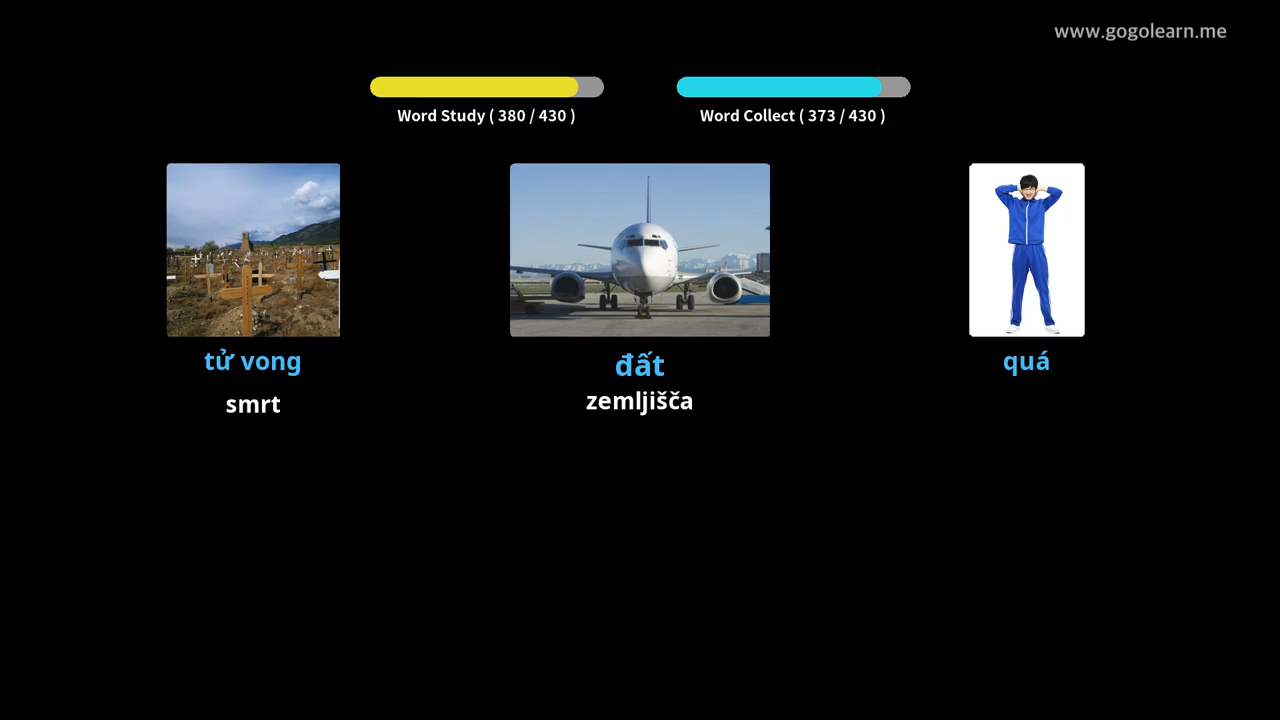 www.gogolearn.me
Word Study ( 380 / 430 )
Word Collect ( 373 / 430 )
tử vong
smrt
đất
zemljišča
quá